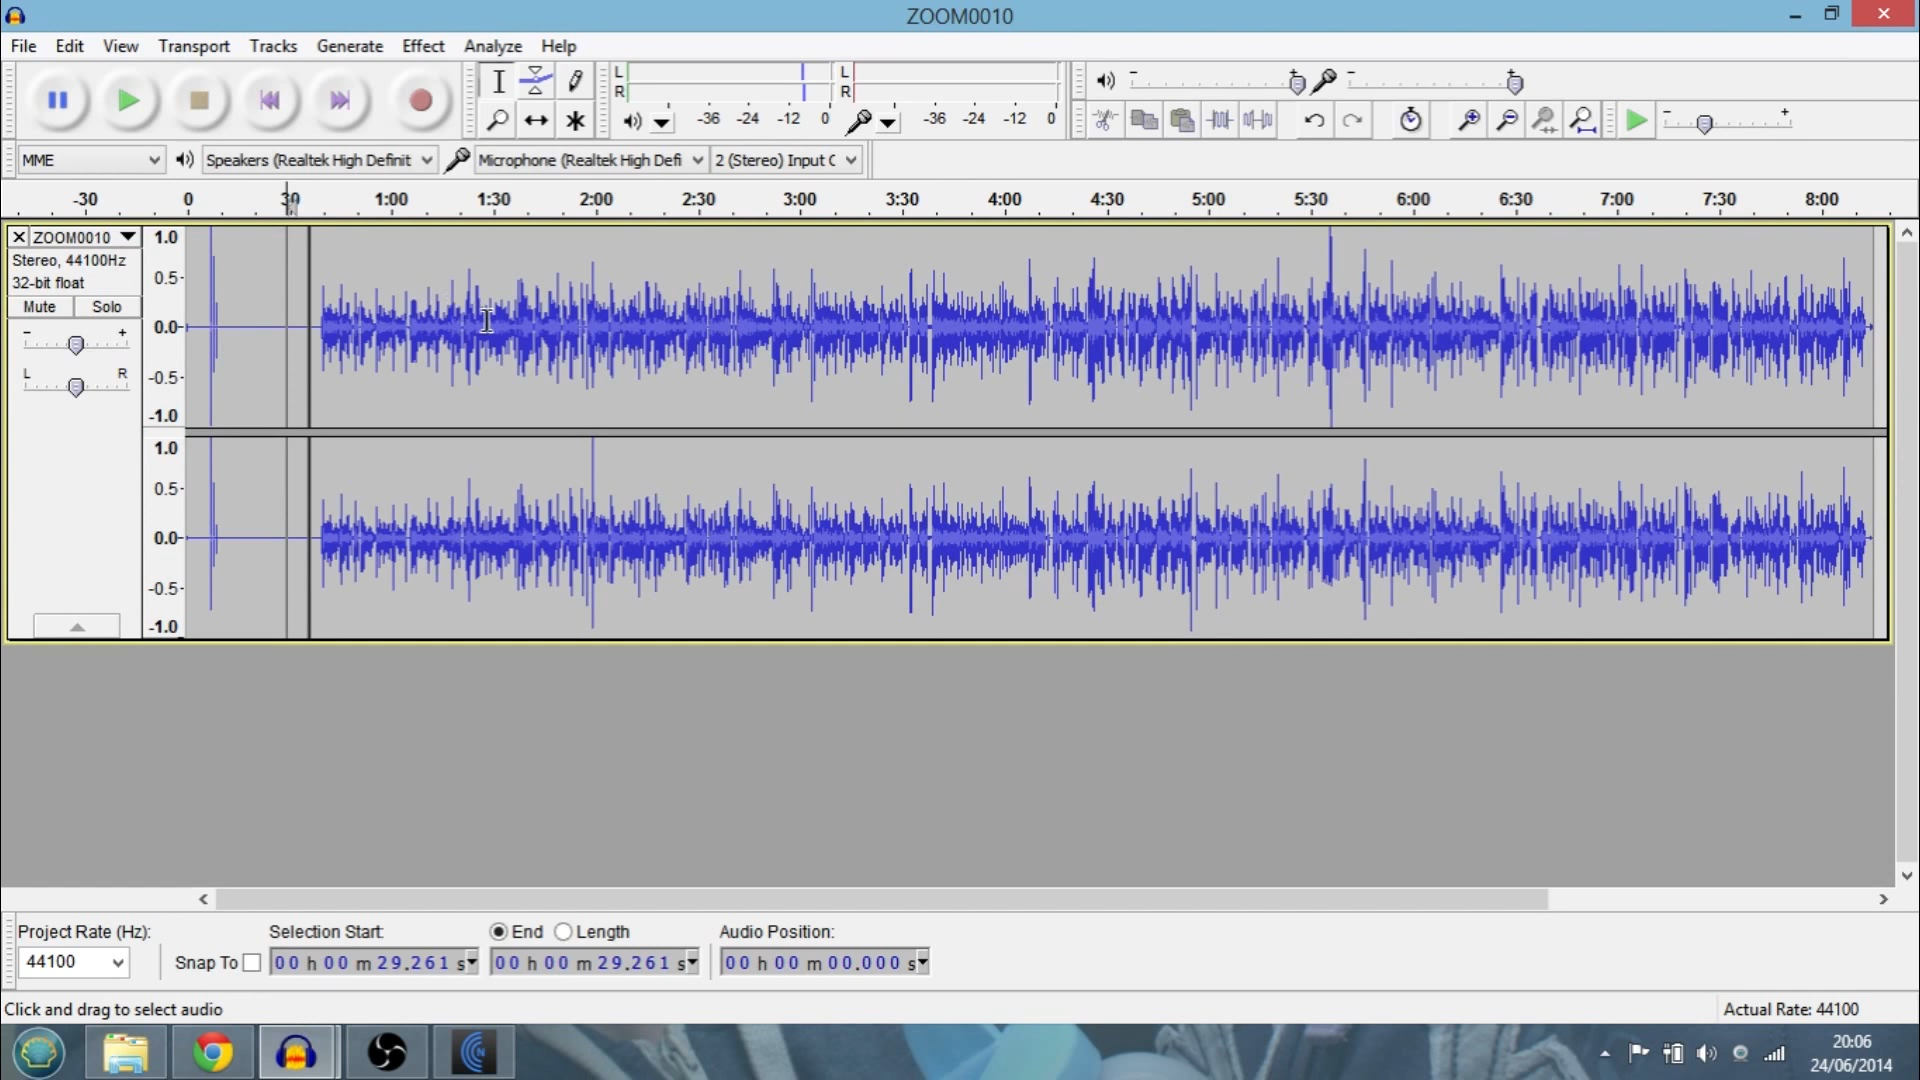 ZOOM0010
File Edit View Transport Tracks Generate Effect Analyze Help
L
R
-36 -24 -12 0
L
R
-36 -24 -12 0
- +
- +
- +
MME Speakers (Realtek High Definit Microphone (Realtek High Defi 2 (Stereo) Input C
-30 0 30 1:00 1:30 2:00 2:30 3:00 3:30 4:00 4:30 5:00 5:30 6:00 6:30 7:00 7:30 8:00
ZOOM0010
Stereo, 44100Hz
32-bit float
Mute Solo
- +
L R
1.0
0.5-
0.0-
-0.5-
-1.0
1.0
0.5-
0.0-
-0.5-
-1.0
Project Rate (Hz):
44100
Snap To
Selection Start:
00 h 00 m 29.261 s
End Length
00 h 00 m 29.261 s
Audio Position:
00 h 00 m 00.000 s
Click and drag to select audio
Actual Rate: 44100
N
20:06
24/06/2014